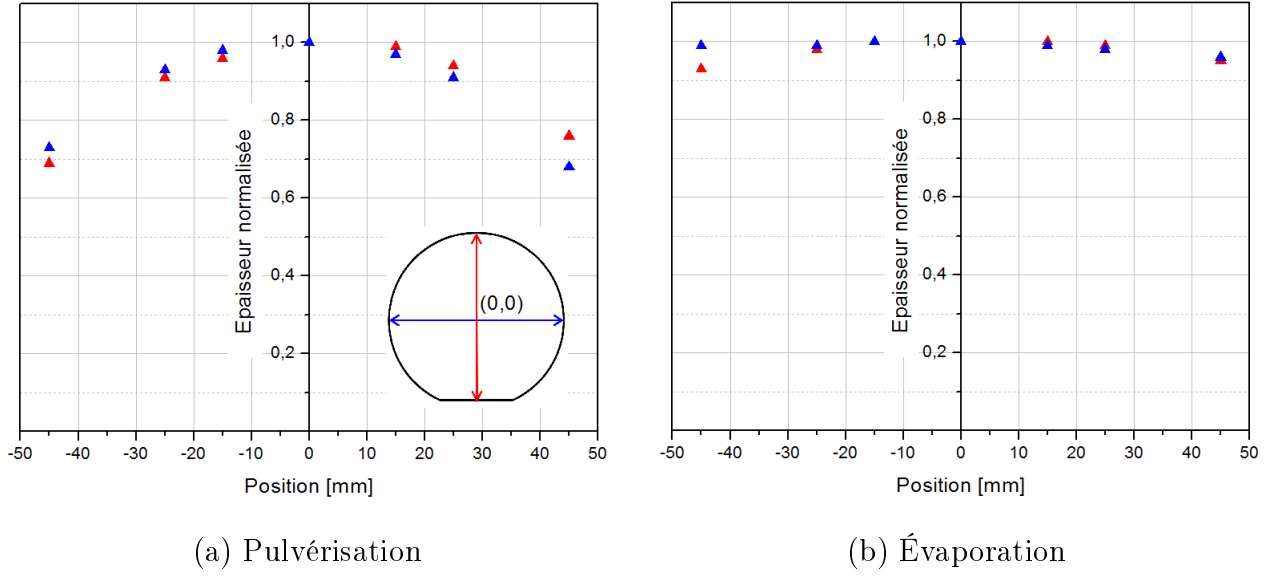 1,0
0,8
0,6
0,4
0,2
Epaisseur normalisée
(0,0)
-50 -40 -30 -20 -10 0 10 20 30 40 50
Position [mm]
(a) Pulvérisation
1,0
0,8
0,6
0,4
0,2
Epaisseur normalisée
-50 -40 -30 -20 -10 0 10 20 30 40 50
Position [mm]
(b) Évaporation